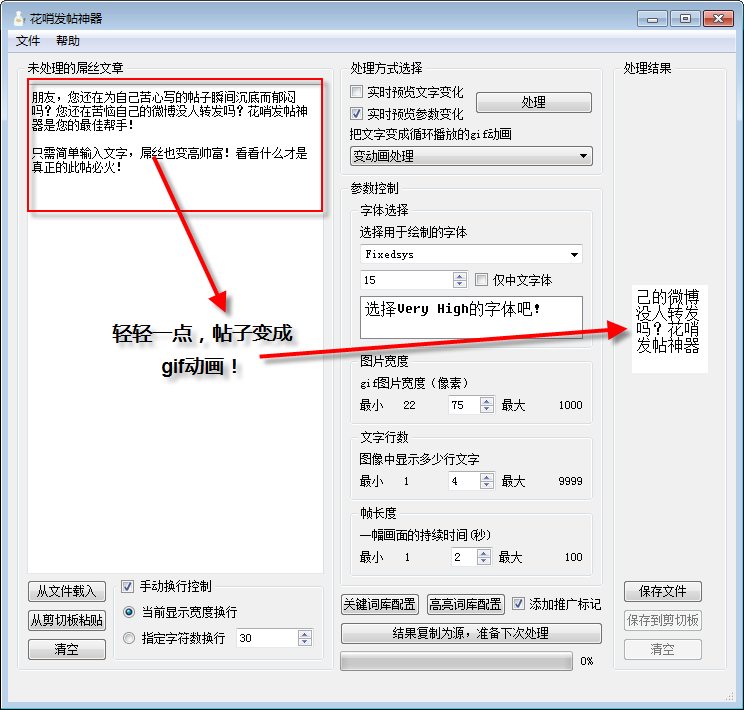 花哨发帖神器
文件 帮助
未处理的屌丝文章
朋友，您还在为自己苦心写的帖子瞬间沉底而郁闷
吗？您还在苦恼自己的微博没人转发吗？花哨发帖神
器是您的最佳帮手！
只需简单输入文字，屌丝也变高帅富！看看什么才是
真正的此帖必火！
轻轻一点，帖子变成
gif动画！
从文件载入
从剪切板粘贴
清空
手动换行控制
当前显示宽度换行
指定字符数换行 30
处理方式选择
实时预览文字变化
实时预览参数变化
处理
把文字变成循环播放的gif动画
变动画处理
参数控制
字体选择
选择用于绘制的字体
Fixedsys
15 仅中文字体
选择Very High的字体吧！
图片宽度
gif图片宽度（像素）
最小 22 75 最大 1000
文字行数
图像中显示多少行文字
最小 1 4 最大 9999
帧长度
一幅画面的持续时间(秒)
最小 1 2 最大 100
关键词库配置 高亮词库配置 添加推广标记
结果复制为源，准备下次处理
0%
处理结果
己的微博
没人转发
吗？花哨
发帖神器
保存文件
保存到剪切板
清空